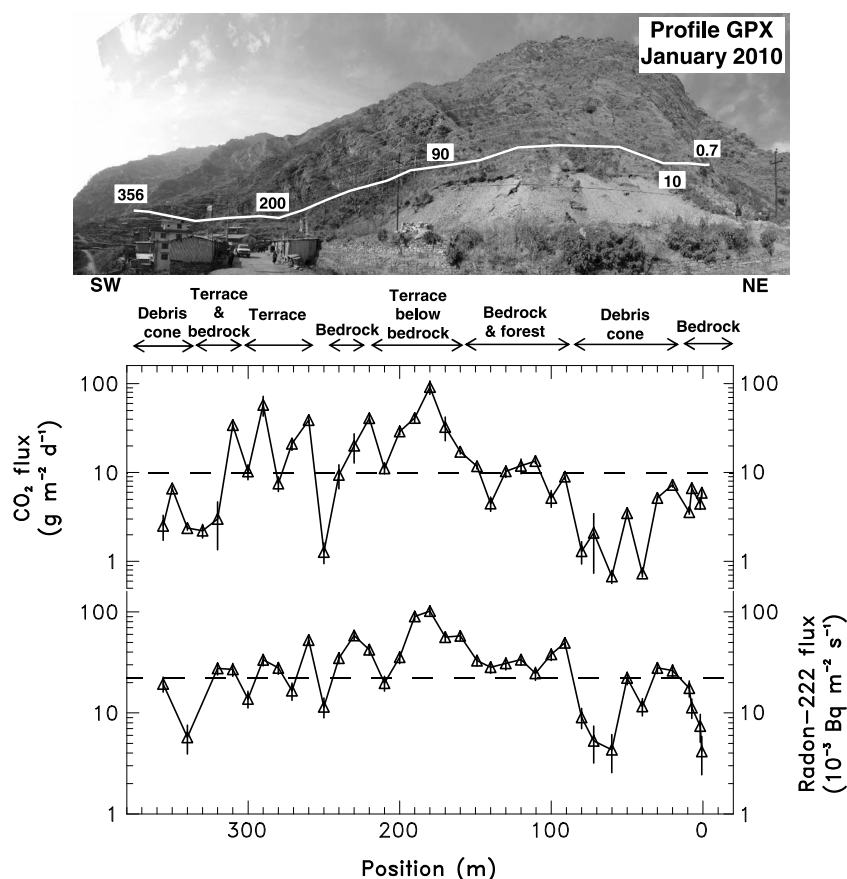 Profile GPX
January 2010
356
200
90
10
0.7
SW
NE
Debris
cone
Terrace
&
bedrock
Terrace
Bedrock
Terrace
below
bedrock
Bedrock
& forest
Debris
cone
Bedrock
CO₂ flux
(g m⁻² d⁻¹)
100
10
1
100
10
1
Radon−222 flux
(10⁻³ Bq m⁻² s⁻¹)
100
10
1
100
10
1
300
200
100
0
Position (m)